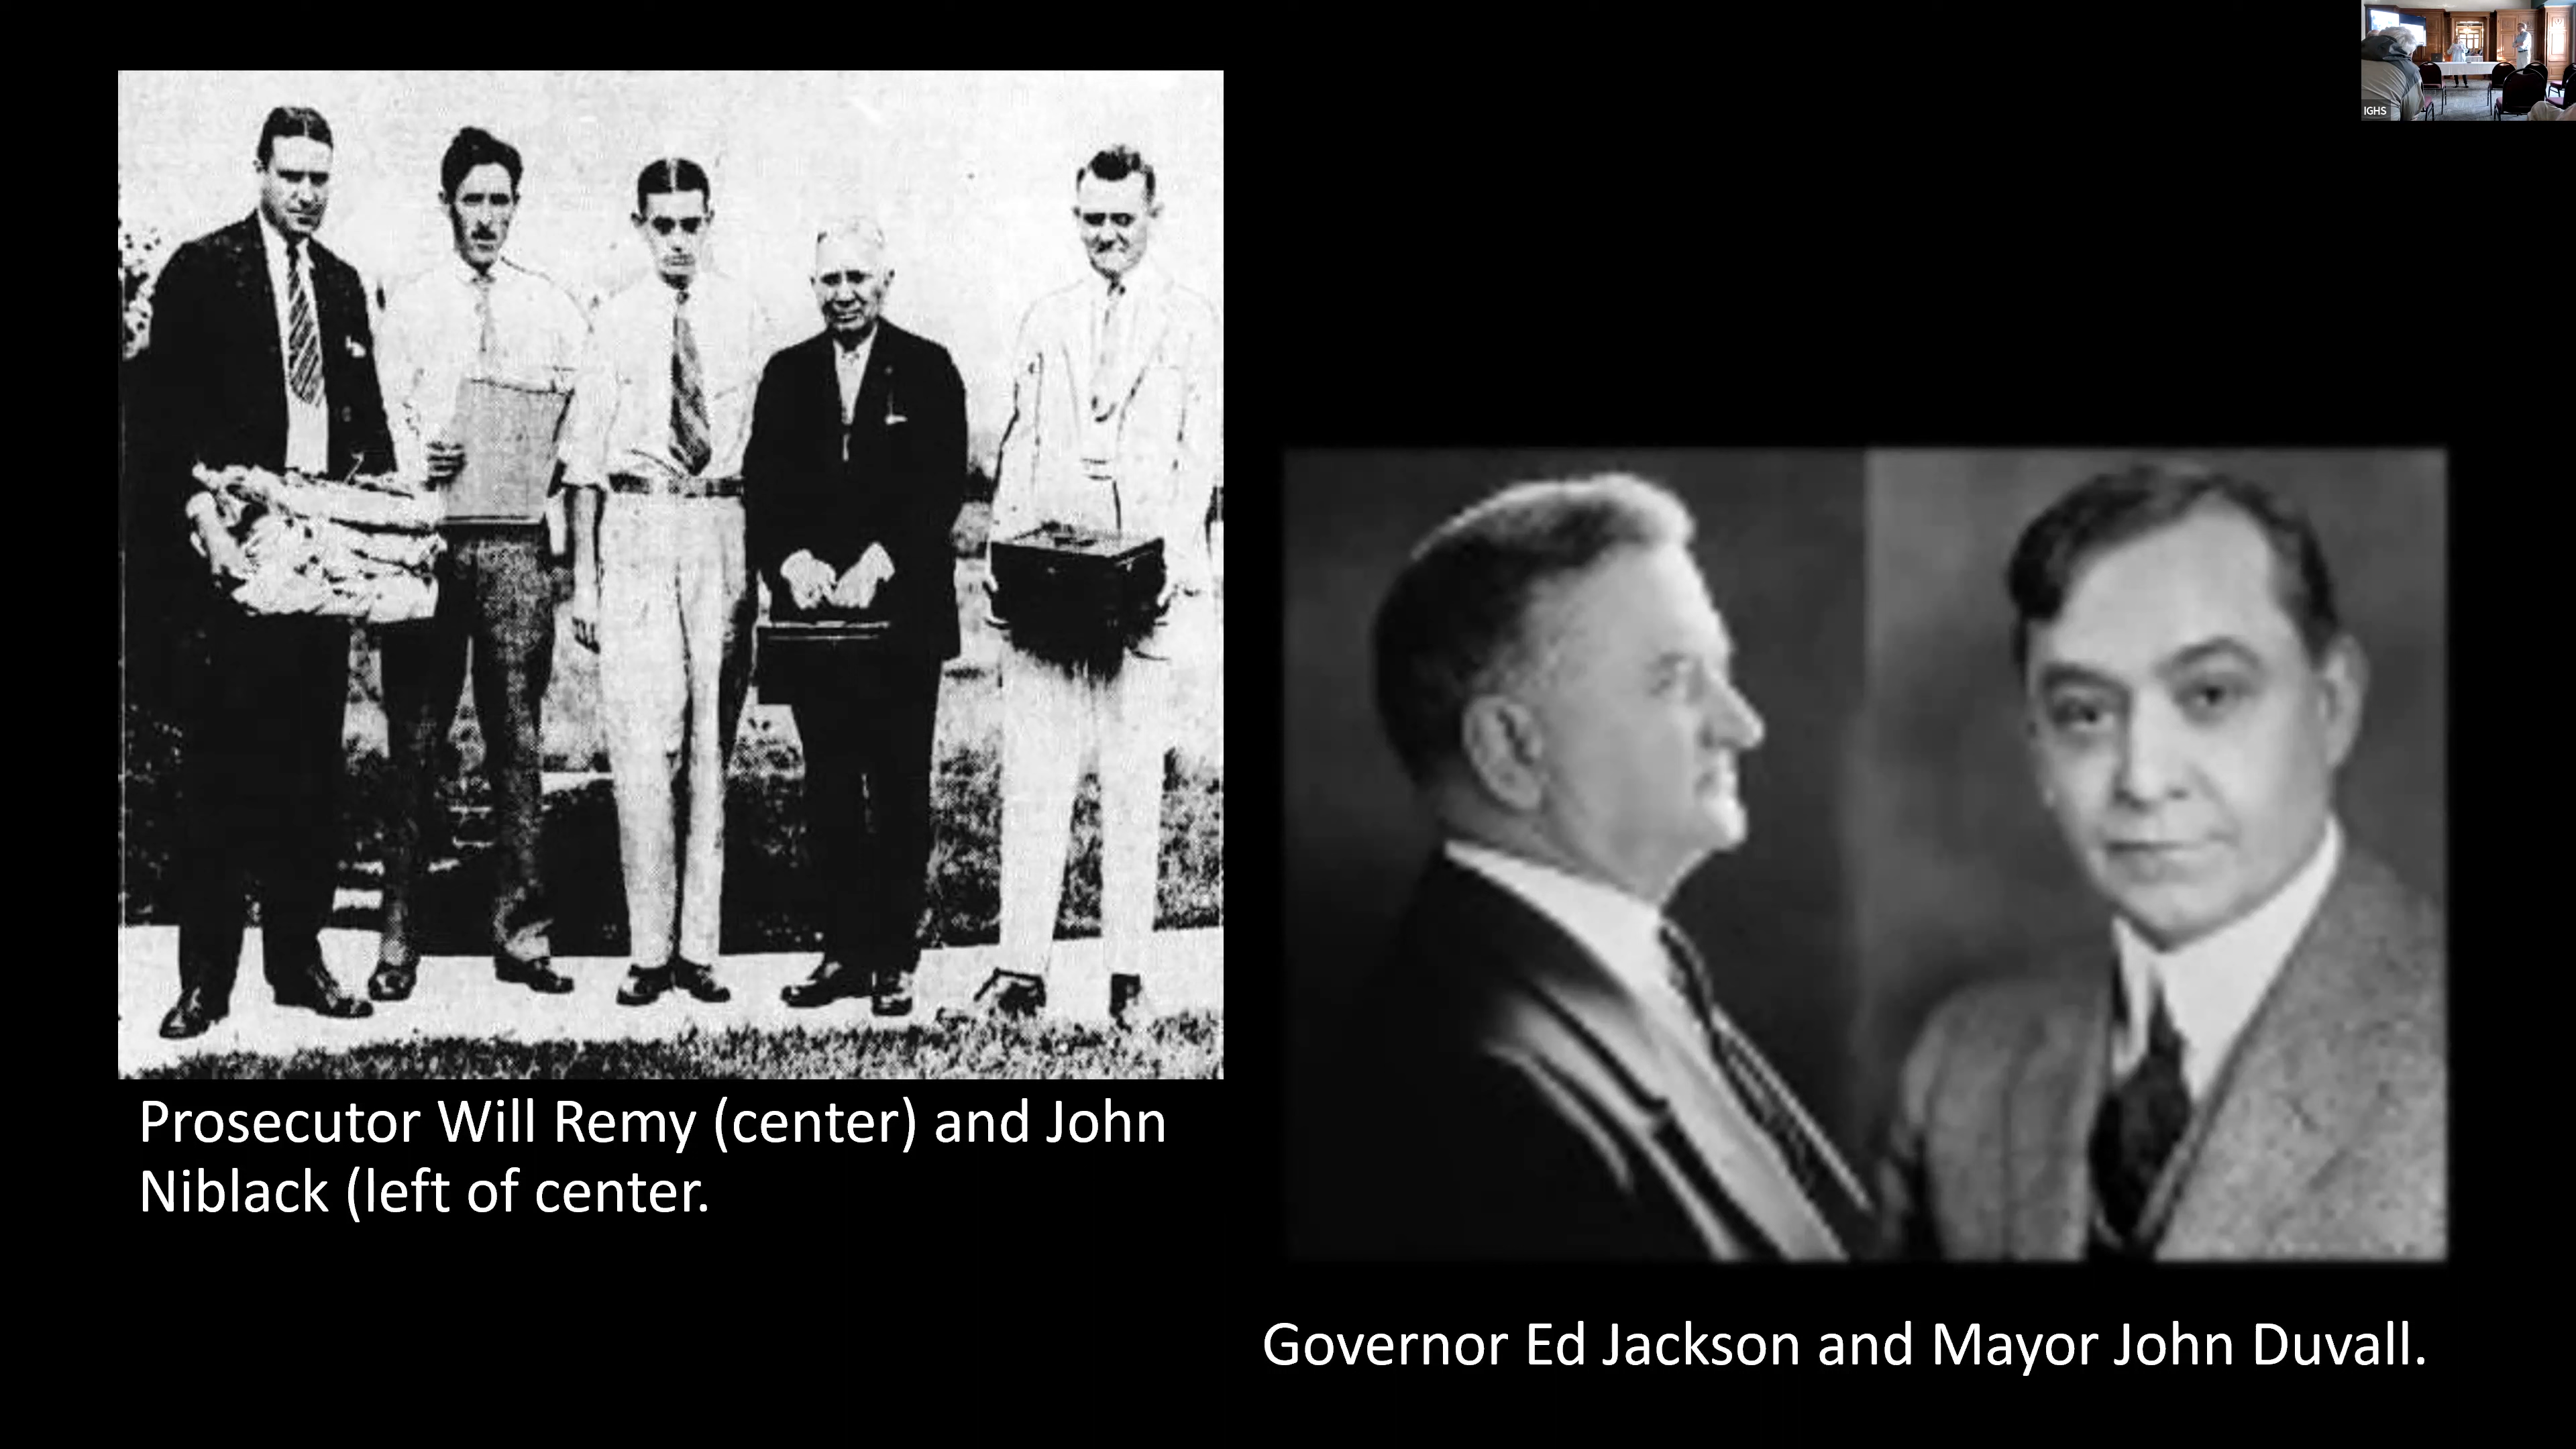 IGHS
Prosecutor Will Remy (center) and John
Niblack (left of center.
Governor Ed Jackson and Mayor John Duvall.